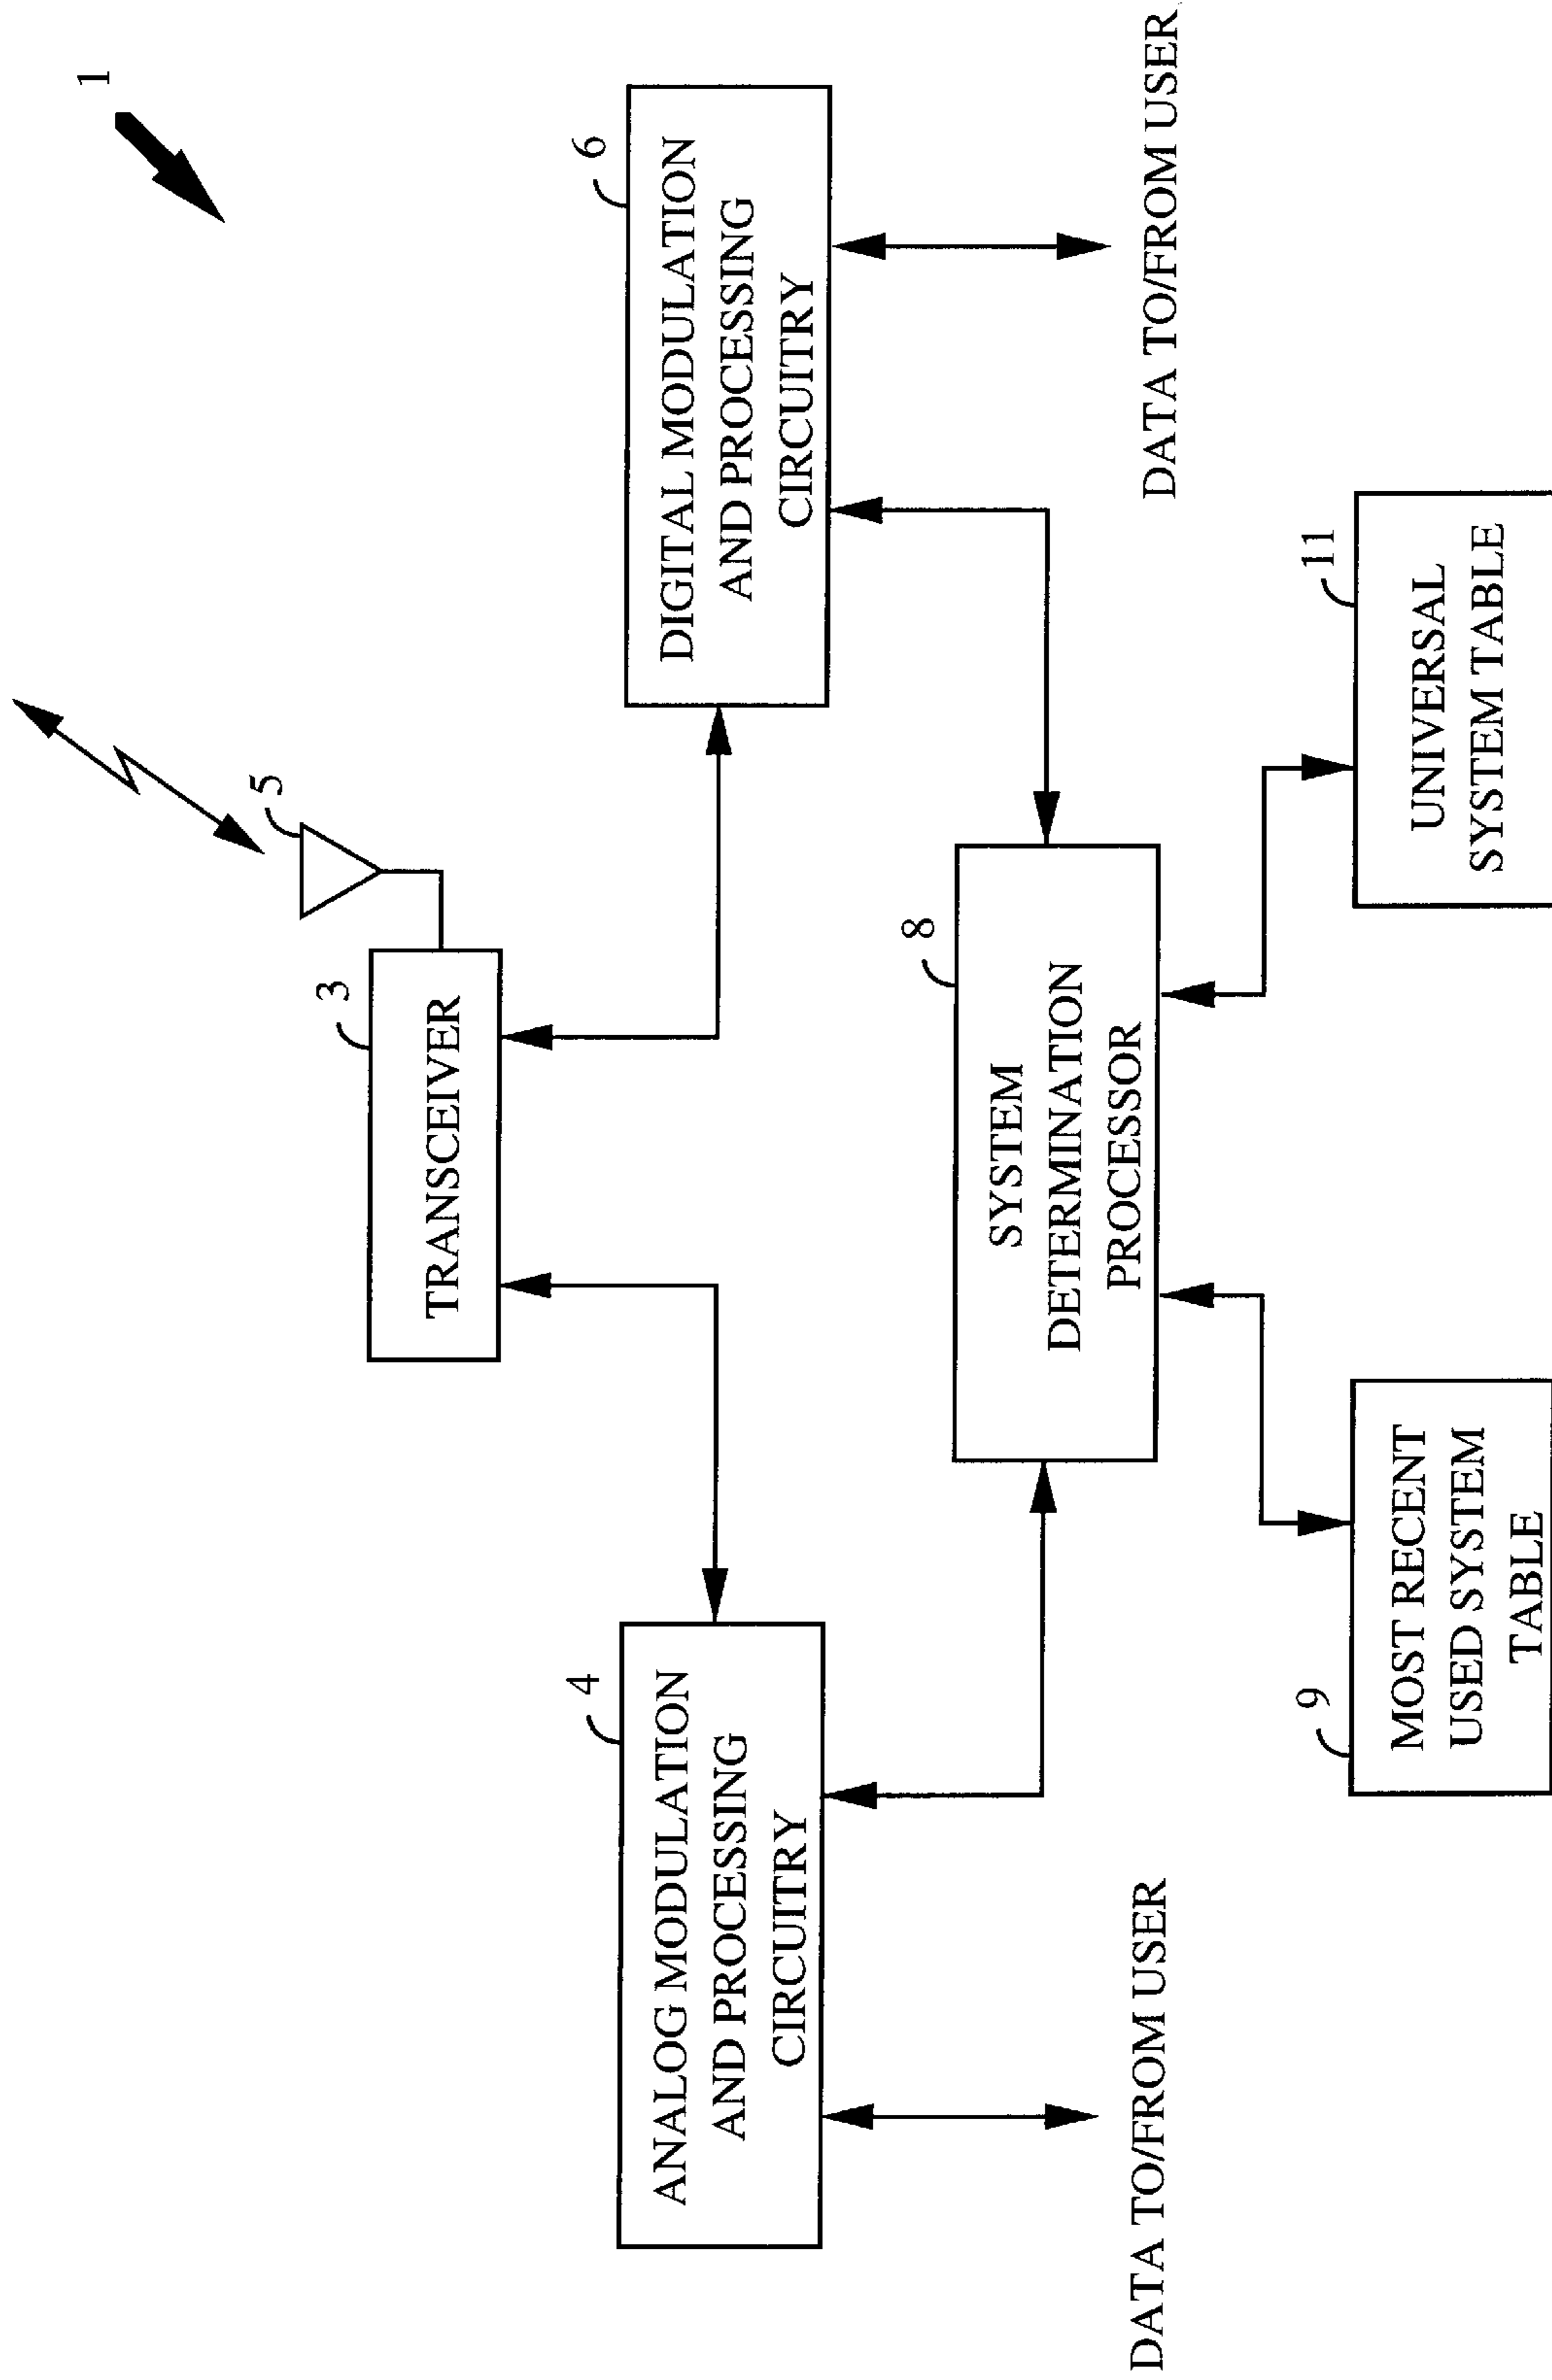 1
5
3
TRANSCEIVER
4
ANALOG MODULATION
AND PROCESSING
CIRCUITRY
6
DIGITAL MODULATION
AND PROCESSING
CIRCUITRY
8
SYSTEM
DETERMINATION
PROCESSOR
DATA TO/FROM USER
DATA TO/FROM USER
9
MOST RECENT
USED SYSTEM
TABLE
11
UNIVERSAL
SYSTEM TABLE